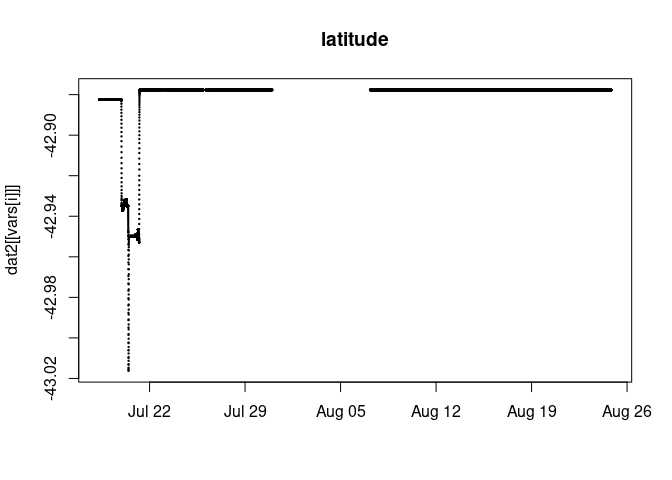 latitude
dat2[[vars[i]]]
-42.90
-42.94
-42.98
-43.02
Jul 22
Jul 29
Aug 05
Aug 12
Aug 19
Aug 26